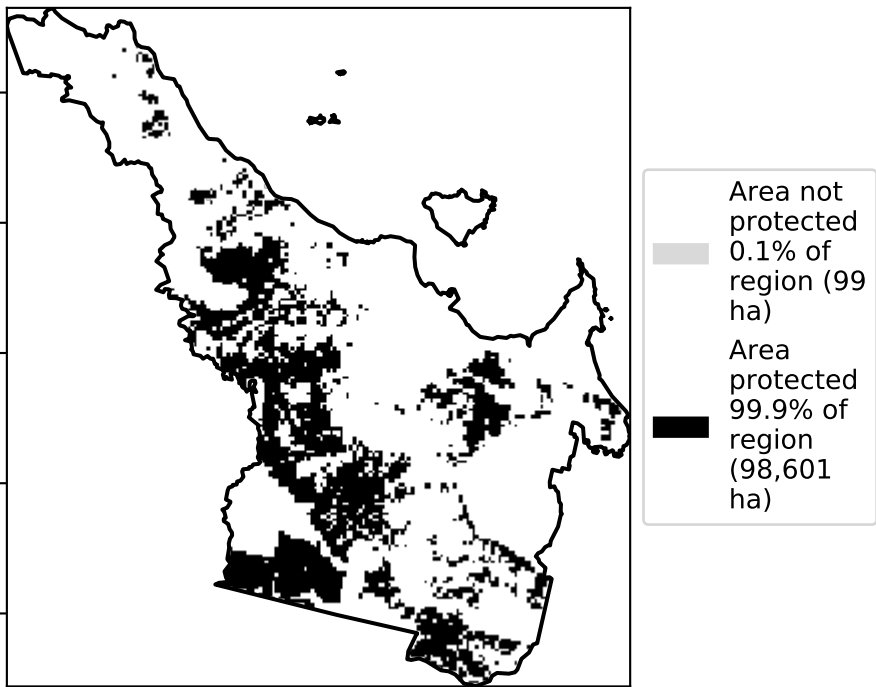 Area not
protected
0.1% of
region (99
ha)
Area
protected
99.9% of
region
(98,601
ha)